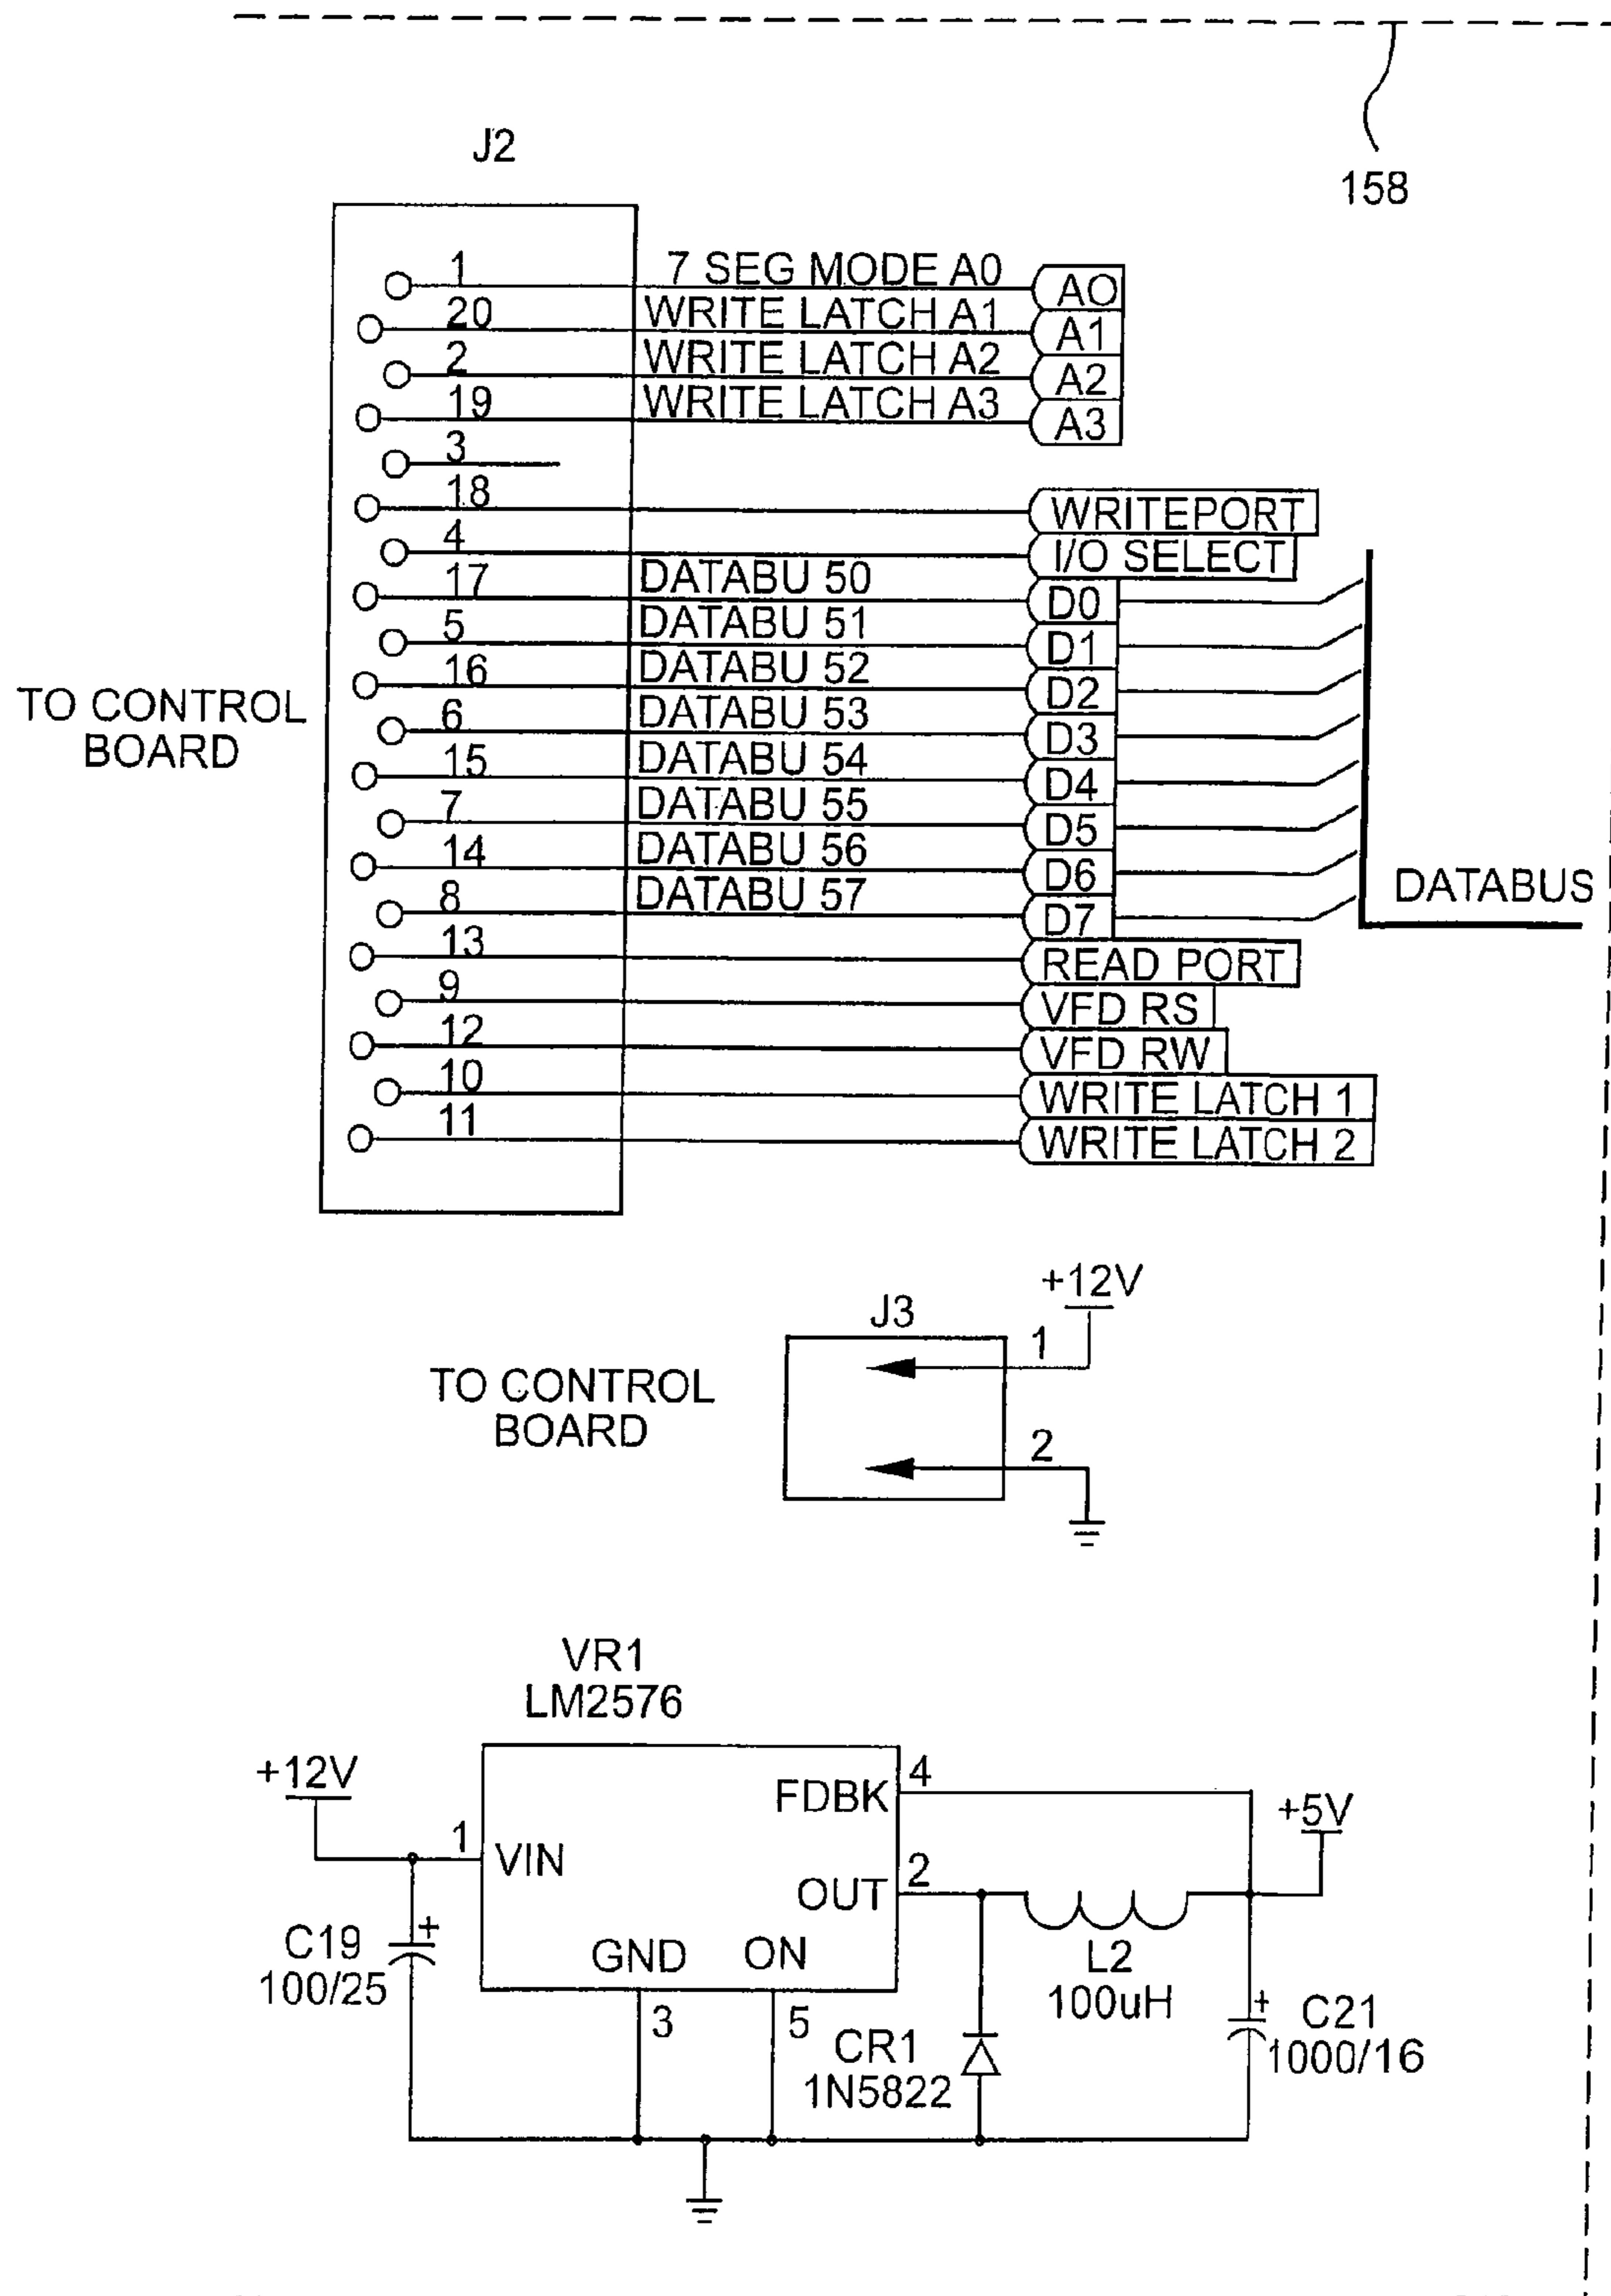 158
J2
1 7 SEG MODE A0 AO
20 WRITE LATCH A1 A1
2 WRITE LATCH A2 A2
19 WRITE LATCH A3 A3
3
18 WRITEPORT
4 I/O SELECT
17 DATABU 50 D0
5 DATABU 51 D1
16 DATABU 52 D2
6 DATABU 53 D3
15 DATABU 54 D4
7 DATABU 55 D5
14 DATABU 56 D6
8 DATABU 57 D7
13 READ PORT
9 VFD RS
12 VFD RW
10 WRITE LATCH 1
11 WRITE LATCH 2
TO CONTROL
BOARD
DATABUS
+12V
J3
1
2
TO CONTROL
BOARD
VR1
LM2576
+12V
1 VIN
FDBK 4
OUT 2
GND ON
3 5
+5V
C19 +
100/25
L2
100uH
CR1
1N5822
+ C21
1000/16